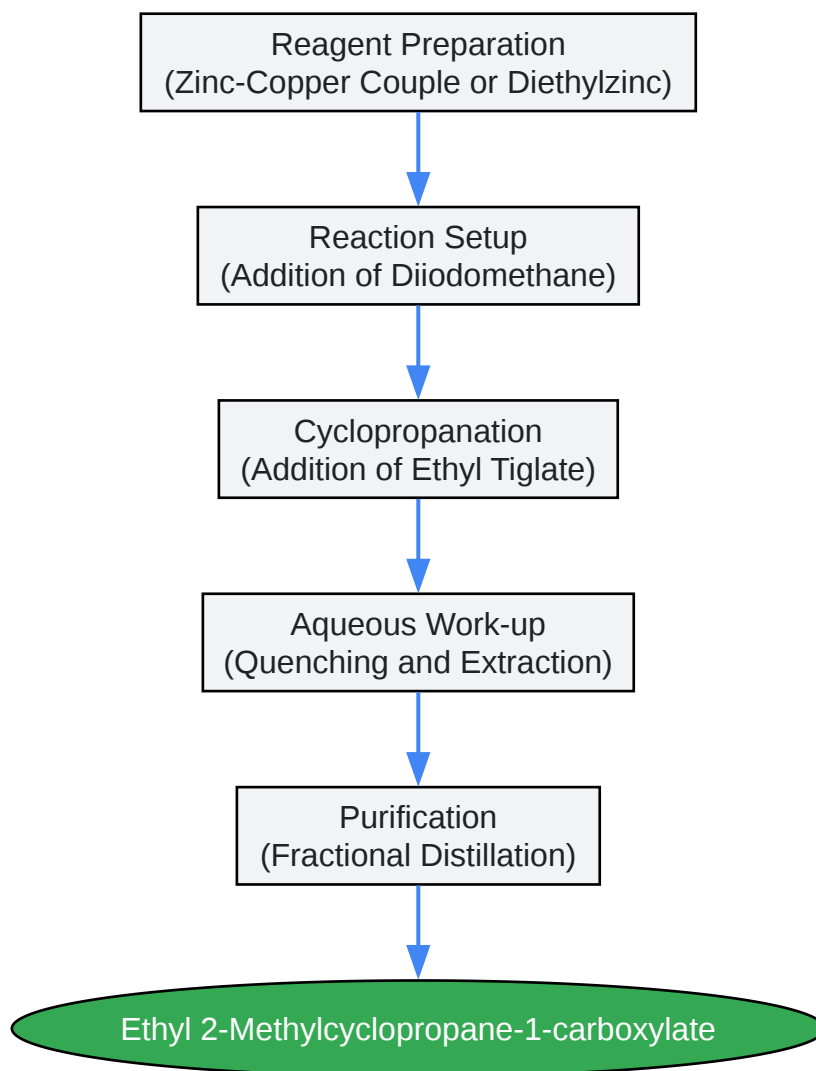 Reagent Preparation
(Zinc-Copper Couple or Diethylzinc)
Reaction Setup
(Addition of Diiodomethane)
Cyclopropanation
(Addition of Ethyl Tiglate)
Aqueous Work-up
(Quenching and Extraction)
Purification
(Fractional Distillation)
Ethyl 2-Methylcyclopropane-1-carboxylate